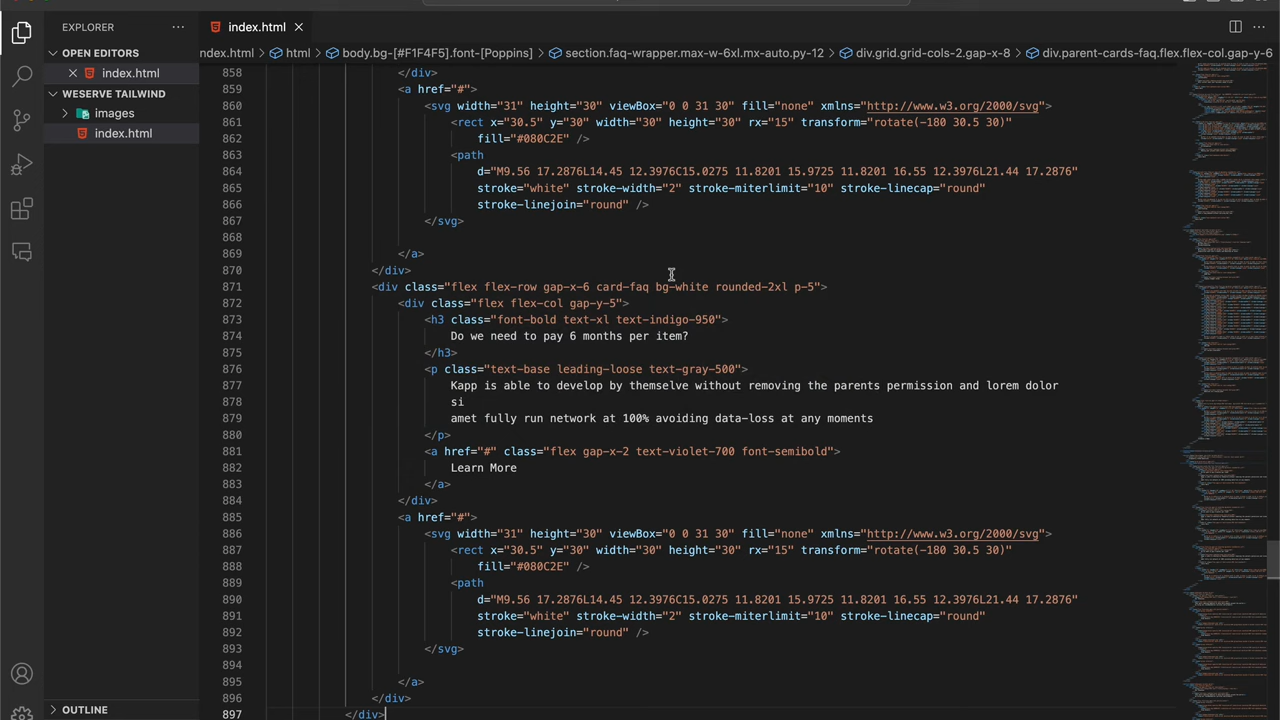 EXPLORER
OPEN EDITORS
index.html
WESERVE TAILWIND
images
index.html
OUTLINE
index.html
index.html > html > body.bg-[#F1F4F5].font-[Poppins] > section.faq-wrapper.max-w-6xl.mx-auto.py-12 > div.grid.grid-cols-2.gap-x-8 > div.parent-cards-faq.flex.flex-col.gap-y-6
858 </div>
859 <a href="#">
860 <svg width="31" height="30" viewBox="0 0 31 30" fill="none" xmlns="http://www.w3.org/2000/svg">
861 <rect x="30.5" y="30" width="30" height="30" rx="15" transform="rotate(-180 30.5 30)"
862
863 <path
864 12.3976C15.0275 11.8201 15.9725 11.8201 16.55 12.3976L21.44 17.2876"
865 stroke="white" stroke-width="2" stroke-miterlimit="10" stroke-linecap="round"
866 stroke-linejoin="round" />
867 </svg>
868
869 </a>
870 </div>
871 <div class="flex flex-row gap-x-6 card-faq bg-white rounded-2xl p-5">
872 <div class="flex flex-col gap-y-5">
873 <h3 class="font-bold text-xl text-indigo-950">
874 Do we need to pay monthly per item?
875 </h3>
876 <p class="text-base leading-loose text-gray-500">
877 Vapp is able to develop by themselve without removing the parents permission and lorem dolor
878 si
879 amet first even work at 100% avoiding data-loss at any moments
880 </p>
881 <a href="#" class="flex gap-x-2 text-violet-700 font-semibold">
882 Learn More
883 </a>
884 </div>
885 <a href="#">
886 <svg width="31" height="30" viewBox="0 0 31 30" fill="none" xmlns="http://www.w3.org/2000/svg">
887 <rect x="30.5" y="30" width="30" height="30" rx="15" transform="rotate(-180 30.5 30)"
888
889 <path
890 d="M9.56 17.2876L14.45 12.3976C15.0275 11.8201 15.9725 11.8201 16.55 12.3976L21.44 17.2876"
891 stroke="white" stroke-width="2" stroke-miterlimit="10" stroke-linecap="round"
892 stroke-linejoin="round" />
893 </svg>
894
895 </a>
896 </div>
897 </div>